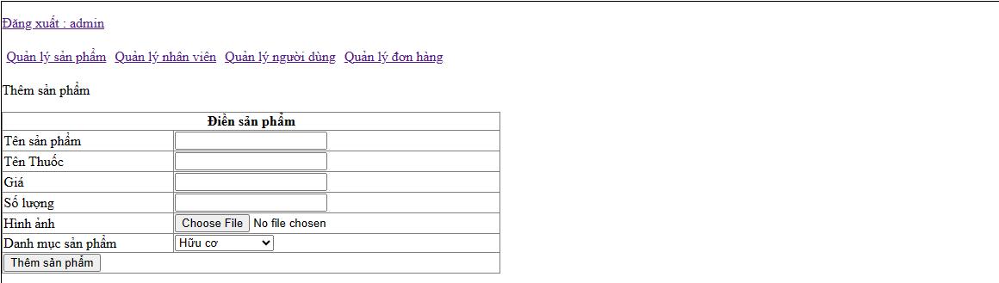 Đăng xuất : admin
Quản lý sản phẩm Quản lý nhân viên Quản lý người dùng Quản lý đơn hàng
Thêm sản phẩm
Điền sản phẩm
Tên sản phẩm
Tên Thuốc
Giá
Số lượng
Hình ảnh Choose File No file chosen
Danh mục sản phẩm Hữu cơ
Thêm sản phẩm